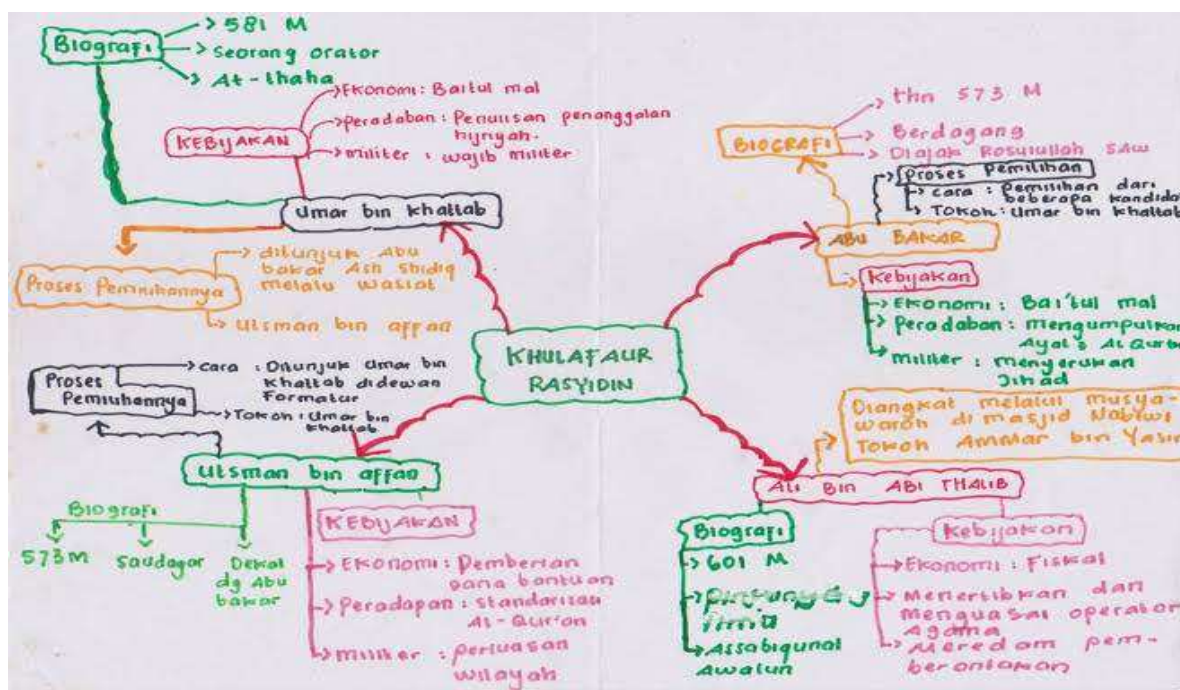 KHULAFAUR
RASYIDIN
Umar bin Khattab
Biografi
581 M
Seorang orator
At-thaha
KEBIJAKAN
Ekonomi : Baitul mal
Peradaban : Penulisan penanggalan
hijriyah.
militer : wajib militer
Proses Pemilihannya
ditunjuk Abu
bakar Ash Shidiq
melalui wasiat
Utsman bin affan
ABU BAKAR
BIOGRAFI
thn 573 M
Berdagang
Diajak Rosulullah SAW
Proses Pemilihan
cara : Pemilihan dari
beberapa kandidat
Tokoh : Umar bin Khattab
Kebijakan
Ekonomi : Bai'tul mal
Peradaban : mengumpulkan
Ayat2 Al Qur'an
militer : menyerukan
Jihad
Utsman bin affan
Proses
Pemilihannya
cara : Ditunjuk Umar bin
Khattab didewan
Formatur
Tokoh : Umar bin
Khattab
Biografi
573 M
Saudagar
Dekat
dg Abu
bakar
KEBIJAKAN
Ekonomi : Pemberian
dana bantuan
Peradapan : Standarisasi
Al-Qur'an
militer : perluasan
wilayah
ALI BIN ABI THALIB
Diangkat melalui musya-
waroh di masjid Nabawi
Tokoh Ammar bin Yasir
Biografi
601 M
Assabiqunal
Awalun
Kebijakan
Ekonomi : Fiskal
Menertibkan dan
menguasai operator
Agama
Meredam pem-
berontakan